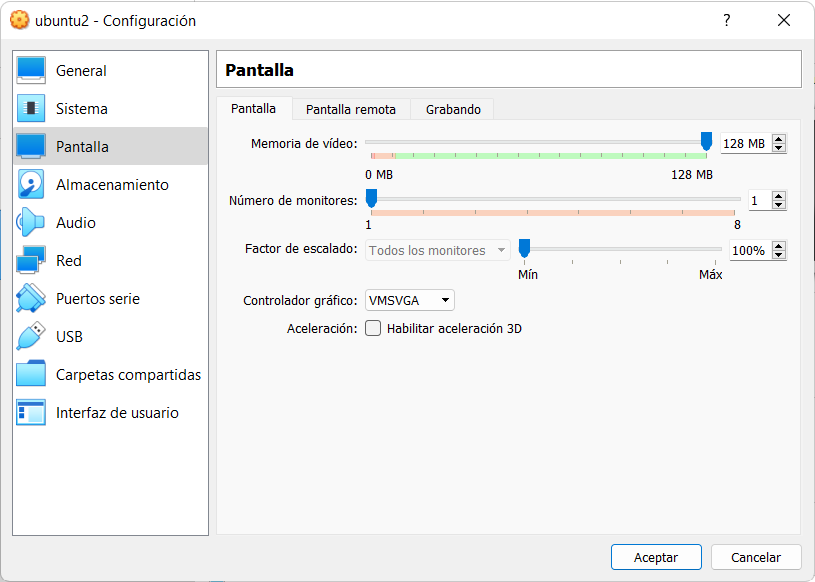 ubuntu2 - Configuración
?
General
Sistema
Pantalla
Almacenamiento
Audio
Red
Puertos serie
USB
Carpetas compartidas
Interfaz de usuario
Pantalla
Pantalla Pantalla remota Grabando
Memoria de vídeo: 128 MB
0 MB 128 MB
Número de monitores: 1
1 8
Factor de escalado: Todos los monitores 100%
Mín Máx
Controlador gráfico: VMSVGA
Aceleración: Habilitar aceleración 3D
Aceptar Cancelar